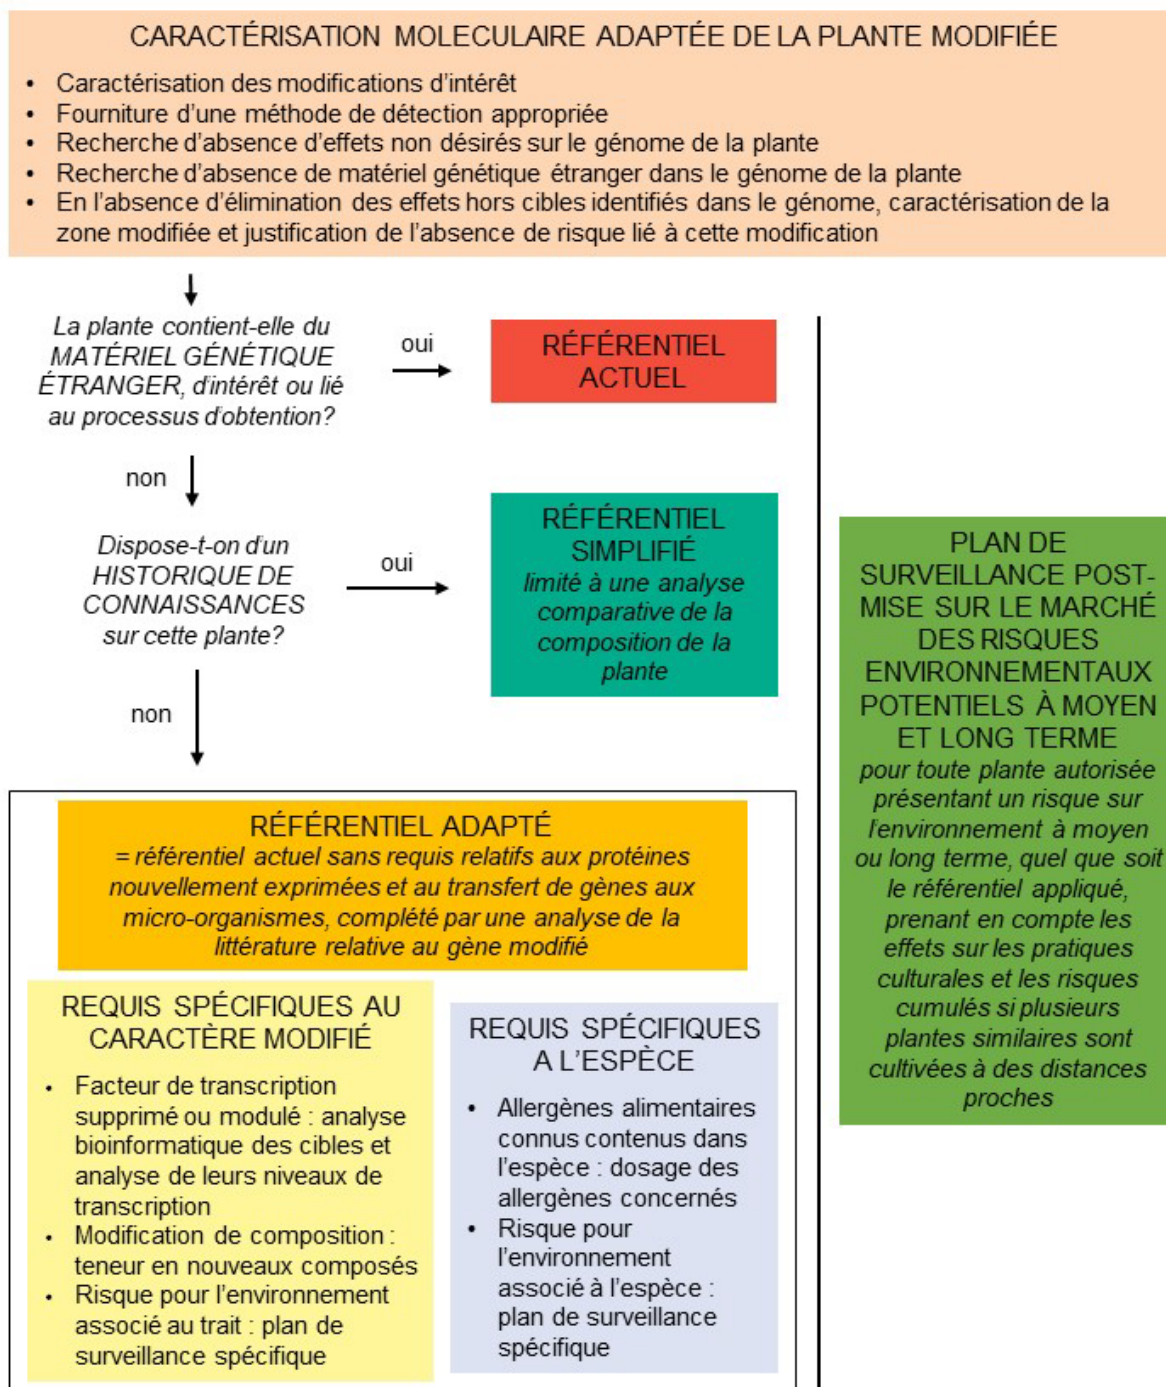 CARACTÉRISATION MOLECULAIRE ADAPTÉE DE LA PLANTE MODIFIÉE
• Caractérisation des modifications d'intérêt
• Fourniture d'une méthode de détection appropriée
• Recherche d'absence d'effets non désirés sur le génome de la plante
• Recherche d'absence de matériel génétique étranger dans le génome de la plante
• En l'absence d'élimination des effets hors cibles identifiés dans le génome, caractérisation de la
zone modifiée et justification de l'absence de risque lié à cette modification
La plante contient-elle du
MATÉRIEL GÉNÉTIQUE
ÉTRANGER, d'intérêt ou lié
au processus d'obtention?
oui
RÉFÉRENTIEL
ACTUEL
non
Dispose-t-on d'un
HISTORIQUE DE
CONNAISSANCES
sur cette plante?
oui
RÉFÉRENTIEL
SIMPLIFIÉ
limité à une analyse
comparative de la
composition de la
plante
non
RÉFÉRENTIEL ADAPTÉ
= référentiel actuel sans requis relatifs aux protéines
nouvellement exprimées et au transfert de gènes aux
micro-organismes, complété par une analyse de la
littérature relative au gène modifié
REQUIS SPÉCIFIQUES AU
CARACTÈRE MODIFIÉ
• Facteur de transcription
supprimé ou modulé : analyse
bioinformatique des cibles et
analyse de leurs niveaux de
transcription
• Modification de composition :
teneur en nouveaux composés
• Risque pour l'environnement
associé au trait : plan de
surveillance spécifique
REQUIS SPÉCIFIQUES
A L'ESPÈCE
• Allergènes alimentaires
connus contenus dans
l'espèce : dosage des
allergènes concernés
• Risque pour
l'environnement
associé à l'espèce :
plan de surveillance
spécifique
PLAN DE
SURVEILLANCE POST-
MISE SUR LE MARCHÉ
DES RISQUES
ENVIRONNEMENTAUX
POTENTIELS À MOYEN
ET LONG TERME
pour toute plante autorisée
présentant un risque sur
l'environnement à moyen
ou long terme, quel que soit
le référentiel appliqué,
prenant en compte les
effets sur les pratiques
culturales et les risques
cumulés si plusieurs
plantes similaires sont
cultivées à des distances
proches